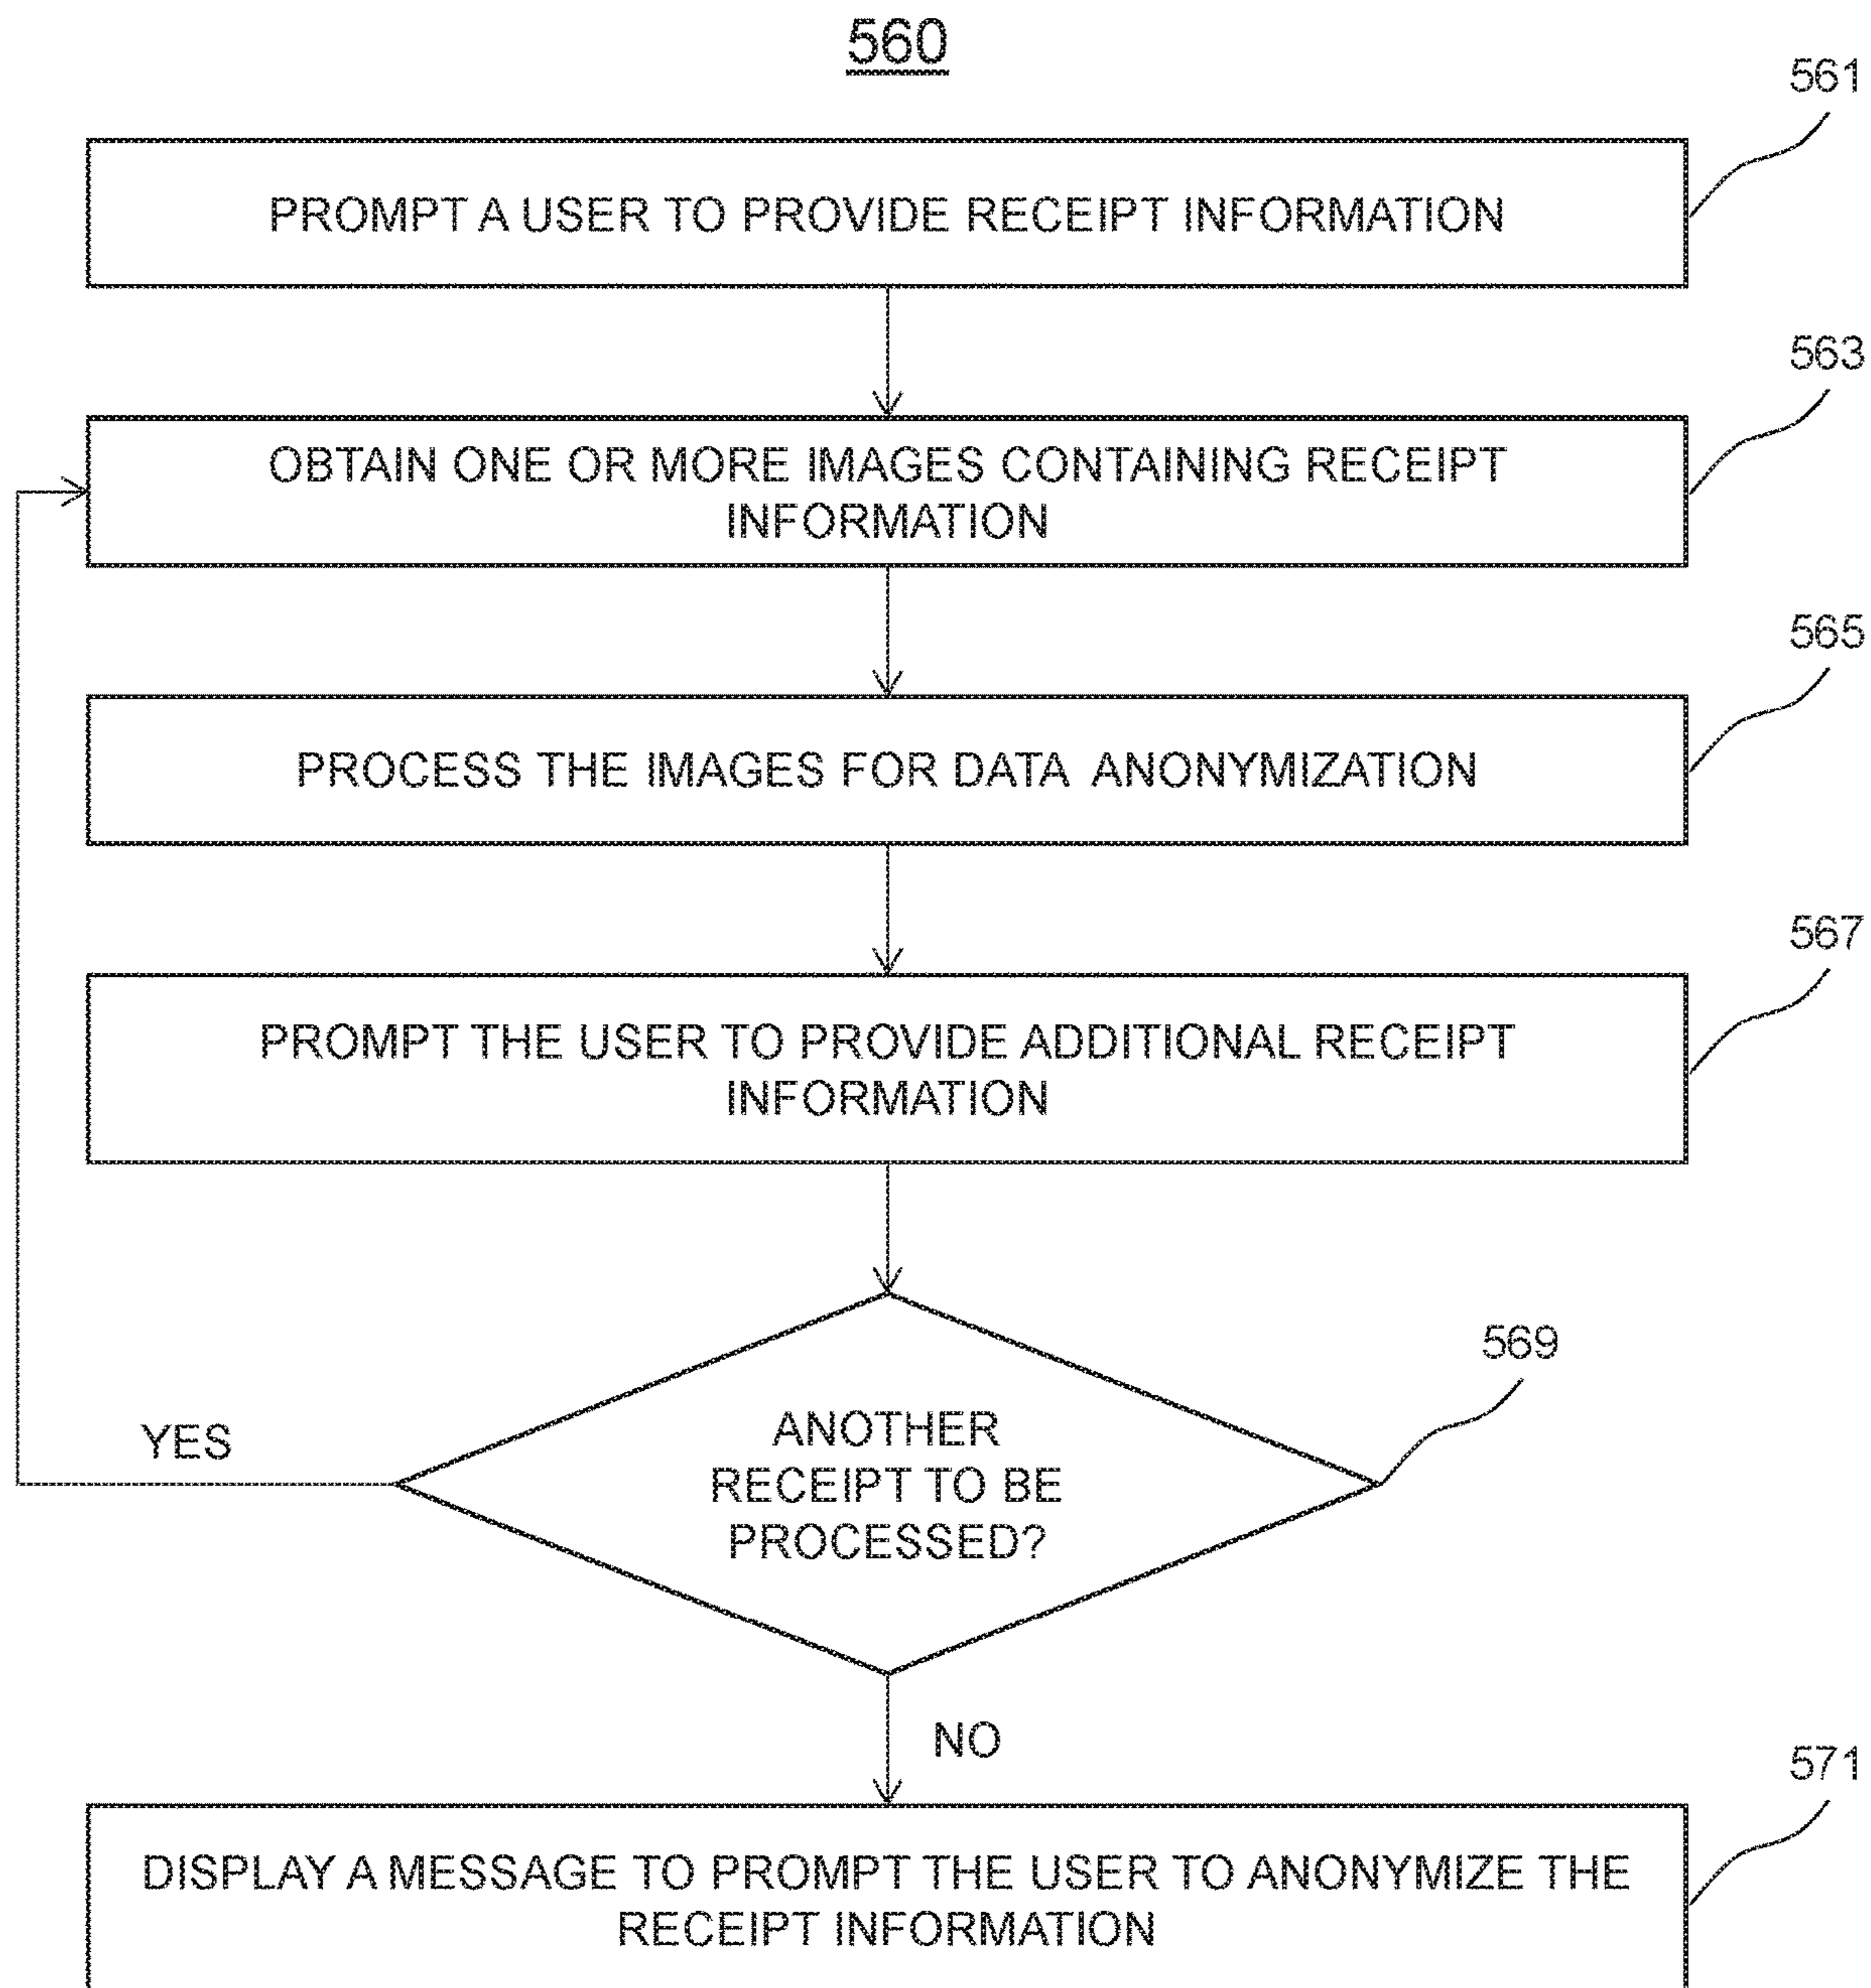 560
561
PROMPT A USER TO PROVIDE RECEIPT INFORMATION
563
OBTAIN ONE OR MORE IMAGES CONTAINING RECEIPT
INFORMATION
565
PROCESS THE IMAGES FOR DATA ANONYMIZATION
567
PROMPT THE USER TO PROVIDE ADDITIONAL RECEIPT
INFORMATION
569
ANOTHER
RECEIPT TO BE
PROCESSED?
YES
NO
571
DISPLAY A MESSAGE TO PROMPT THE USER TO ANONYMIZE THE
RECEIPT INFORMATION